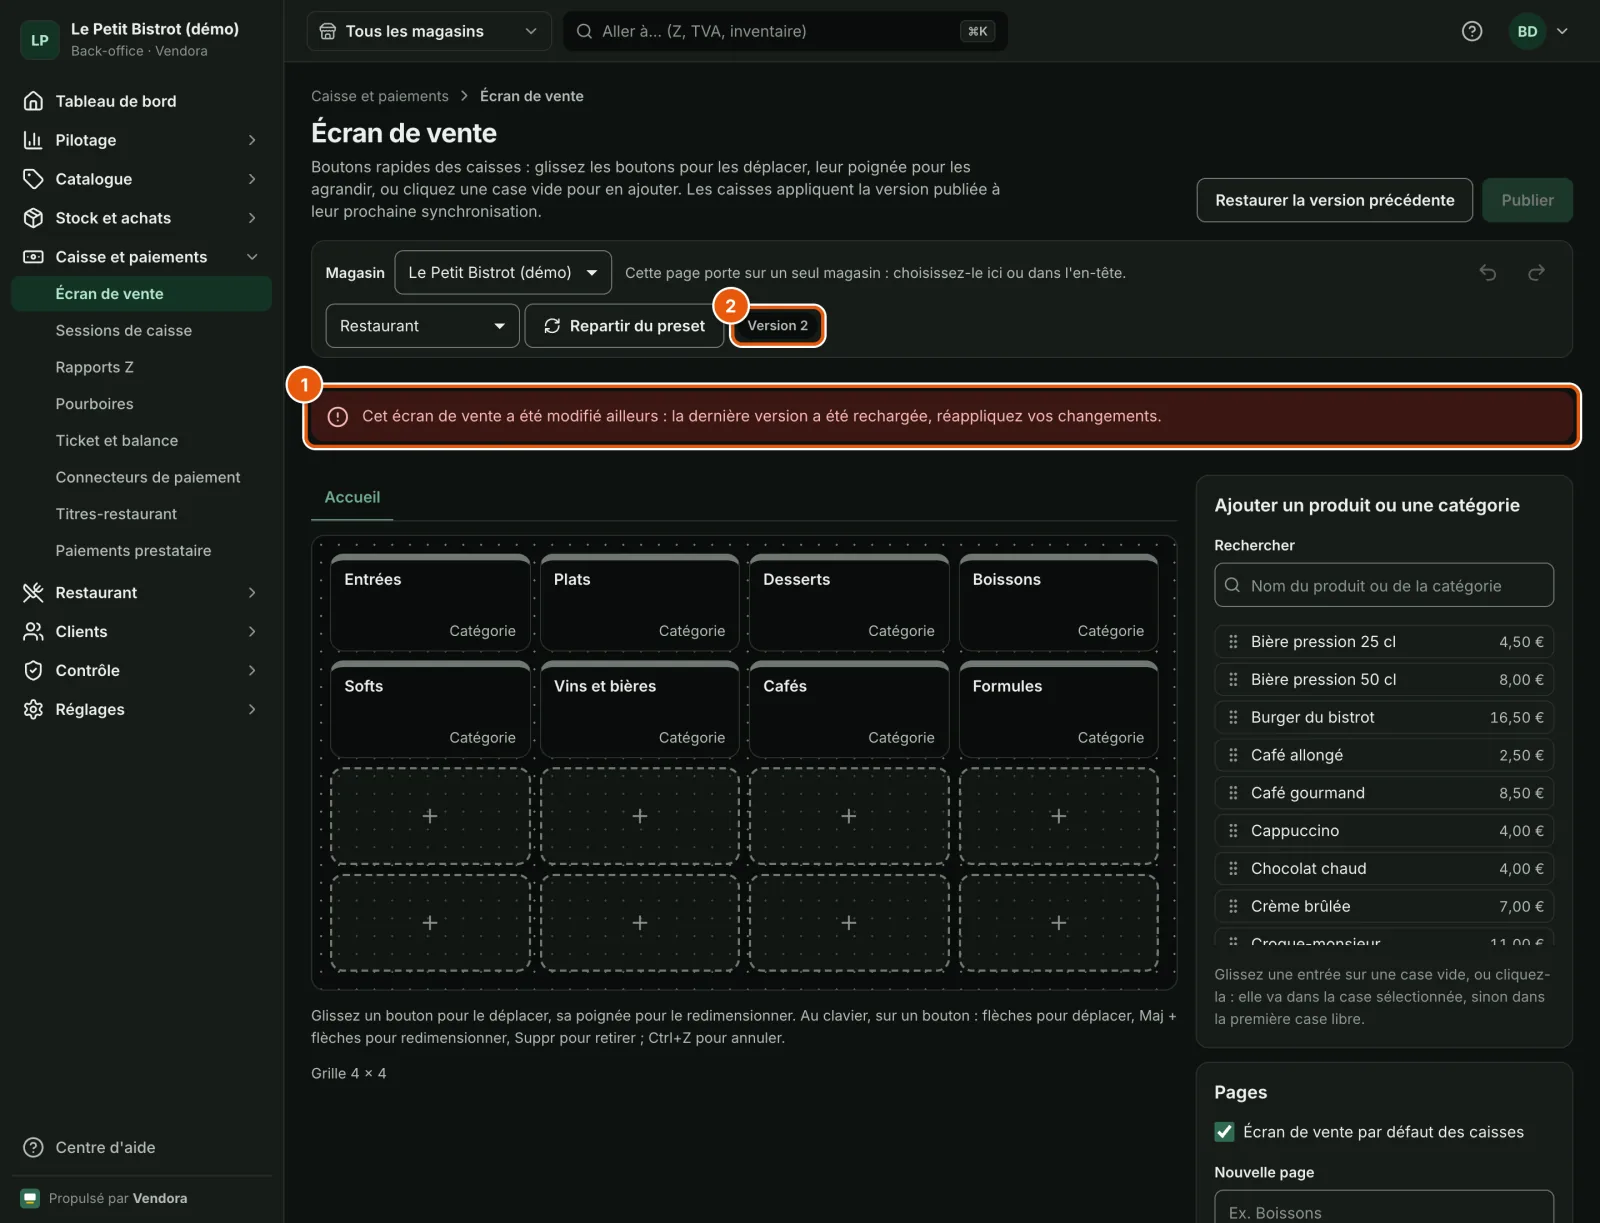 LP
Le Petit Bistrot (démo)
Back-office · Vendora
Tous les magasins
Aller à... (Z, TVA, inventaire)
⌘K
BD
Tableau de bord
Pilotage
Catalogue
Stock et achats
Caisse et paiements
Écran de vente
Sessions de caisse
Rapports Z
Pourboires
Ticket et balance
Connecteurs de paiement
Titres-restaurant
Paiements prestataire
Restaurant
Clients
Contrôle
Réglages
Centre d'aide
Propulsé par Vendora
Caisse et paiements
Écran de vente
Écran de vente
Boutons rapides des caisses : glissez les boutons pour les déplacer, leur poignée pour les
agrandir, ou cliquez une case vide pour en ajouter. Les caisses appliquent la version publiée à
leur prochaine synchronisation.
Restaurer la version précédente
Publier
Magasin
Le Petit Bistrot (démo)
Cette page porte sur un seul magasin : choisissez-le ici ou dans l'en-tête.
Restaurant
Repartir du preset
2
Version 2
1
Cet écran de vente a été modifié ailleurs : la dernière version a été rechargée, réappliquez vos changements.
Accueil
Entrées
Catégorie
Plats
Catégorie
Desserts
Catégorie
Boissons
Catégorie
Softs
Catégorie
Vins et bières
Catégorie
Cafés
Catégorie
Formules
Catégorie
Glissez un bouton pour le déplacer, sa poignée pour le redimensionner. Au clavier, sur un bouton : flèches pour déplacer, Maj +
flèches pour redimensionner, Suppr pour retirer ; Ctrl+Z pour annuler.
Grille 4 × 4
Ajouter un produit ou une catégorie
Rechercher
Nom du produit ou de la catégorie
Bière pression 25 cl 4,50 €
Bière pression 50 cl 8,00 €
Burger du bistrot 16,50 €
Café allongé 2,50 €
Café gourmand 8,50 €
Cappuccino 4,00 €
Chocolat chaud 4,00 €
Crème brûlée 7,00 €
Croque-monsieur 11,00 €
Glissez une entrée sur une case vide, ou cliquez-
la : elle va dans la case sélectionnée, sinon dans
la première case libre.
Pages
Écran de vente par défaut des caisses
Nouvelle page
Ex. Boissons